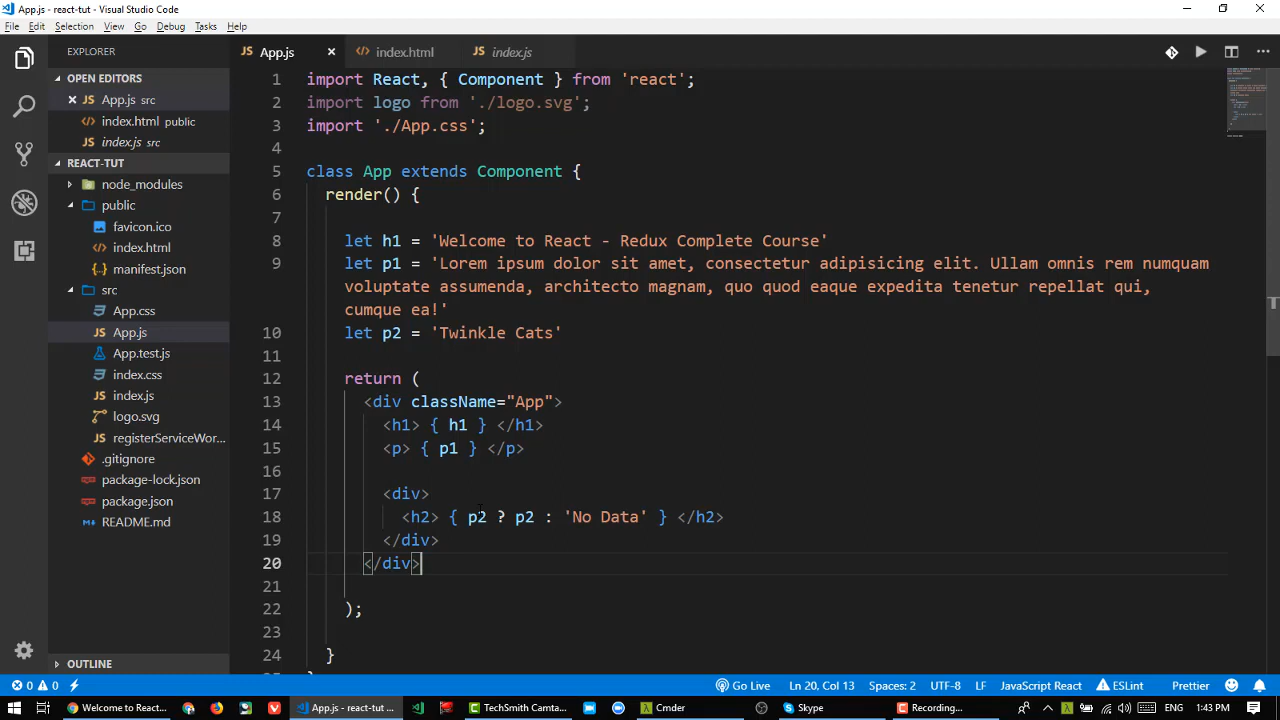 App.js - react-tut - Visual Studio Code
File Edit Selection View Go Debug Tasks Help
EXPLORER
OPEN EDITORS
App.js src
index.html public
index.js src
REACT-TUT
node_modules
public
favicon.ico
index.html
manifest.json
src
App.css
App.js
App.test.js
index.css
index.js
logo.svg
registerServiceWor...
.gitignore
package-lock.json
package.json
README.md
OUTLINE
JS App.js × <> index.html JS index.js
1 import React, { Component } from 'react';
2 import logo from './logo.svg';
3 import './App.css';
4
5 class App extends Component {
6 render() {
7
8 let h1 = 'Welcome to React - Redux Complete Course'
9 let p1 = 'Lorem ipsum dolor sit amet, consectetur adipisicing elit. Ullam omnis rem numquam
voluptate assumenda, architecto magnam, quo quod eaque expedita tenetur repellat qui,
cumque ea!'
10 let p2 = 'Twinkle Cats'
11
12 return (
13 <div className="App">
14 <h1> { h1 } </h1>
15 <p> { p1 } </p>
16
17 <div>
18 <h2> { p2 ? p2 : 'No Data' } </h2>
19 </div>
20 </div>
21
22 );
23
24 }
0 0 Go Live Ln 20, Col 13 Spaces: 2 UTF-8 LF JavaScript React ESLint Prettier
Welcome to React... App.js - react-tut -... TechSmith Camta... Cmder Skype Recording... 1:43 PM